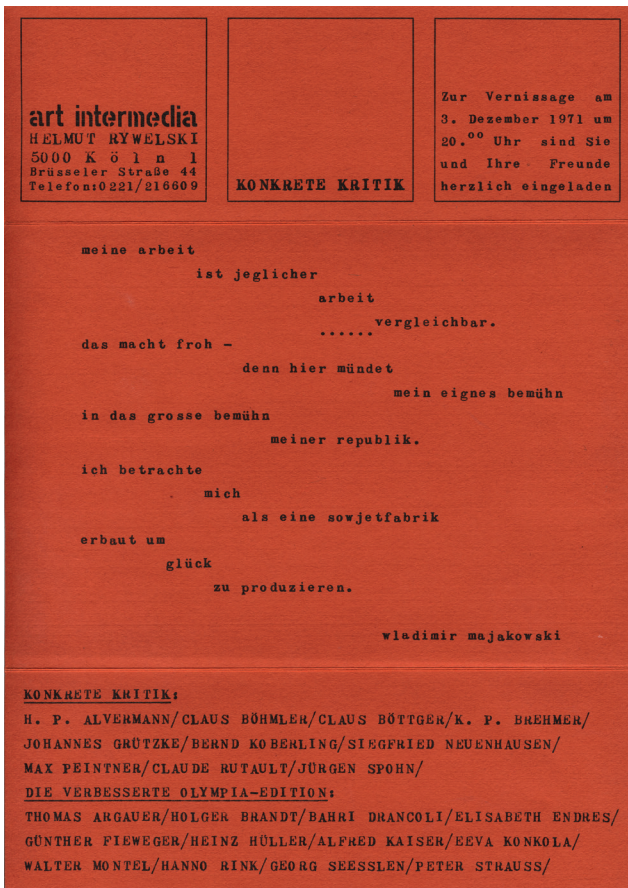 art intermedia
HELMUT RYWELSKI
5000 Köln 1
Brüsseler Straße 44
Telefon:0221/216609
KONKRETE KRITIK
Zur Vernissage am
3. Dezember 1971 um
20.⁰⁰ Uhr sind Sie
und Ihre Freunde
herzlich eingeladen
meine arbeit
ist jeglicher
arbeit
......vergleichbar.
das macht froh –
denn hier mündet
mein eignes bemühn
in das grosse bemühn
meiner republik.
ich betrachte
mich
als eine sowjetfabrik
erbaut um
glück
zu produzieren.
wladimir majakowski
KONKRETE KRITIK:
H. P. ALVERMANN/CLAUS BÖHMLER/CLAUS BÖTTGER/K. P. BREHMER/
JOHANNES GRÜTZKE/BERND KOBERLING/SIEGFRIED NEUENHAUSEN/
MAX PEINTNER/CLAUDE RUTAULT/JÜRGEN SPOHN/
DIE VERBESSERTE OLYMPIA-EDITION:
THOMAS ARGAUER/HOLGER BRANDT/BAHRI DRANCOLI/ELISABETH ENDRES/
GÜNTHER FIEWEGER/HEINZ HÜLLER/ALFRED KAISER/EEVA KONKOLA/
WALTER MONTEL/HANNO RINK/GEORG SEESSLEN/PETER STRAUSS/